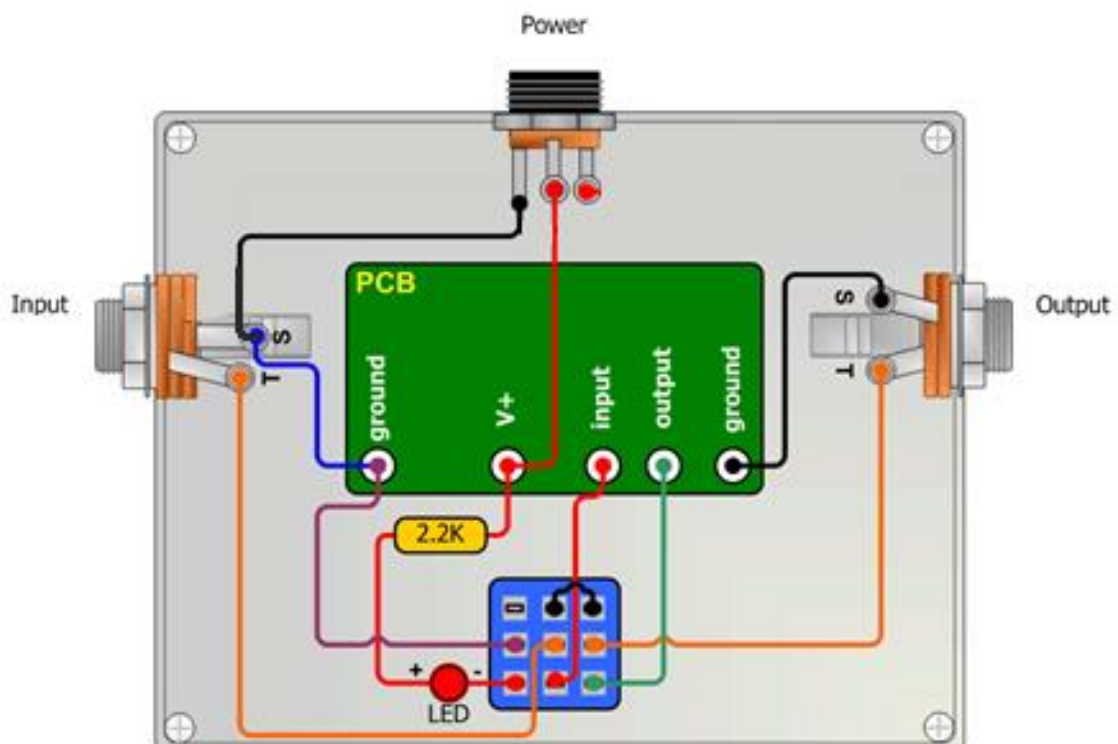 Power
PCB
Input
S
T
ground
V+
input
output
ground
S
T
Output
2.2K
+
-
LED